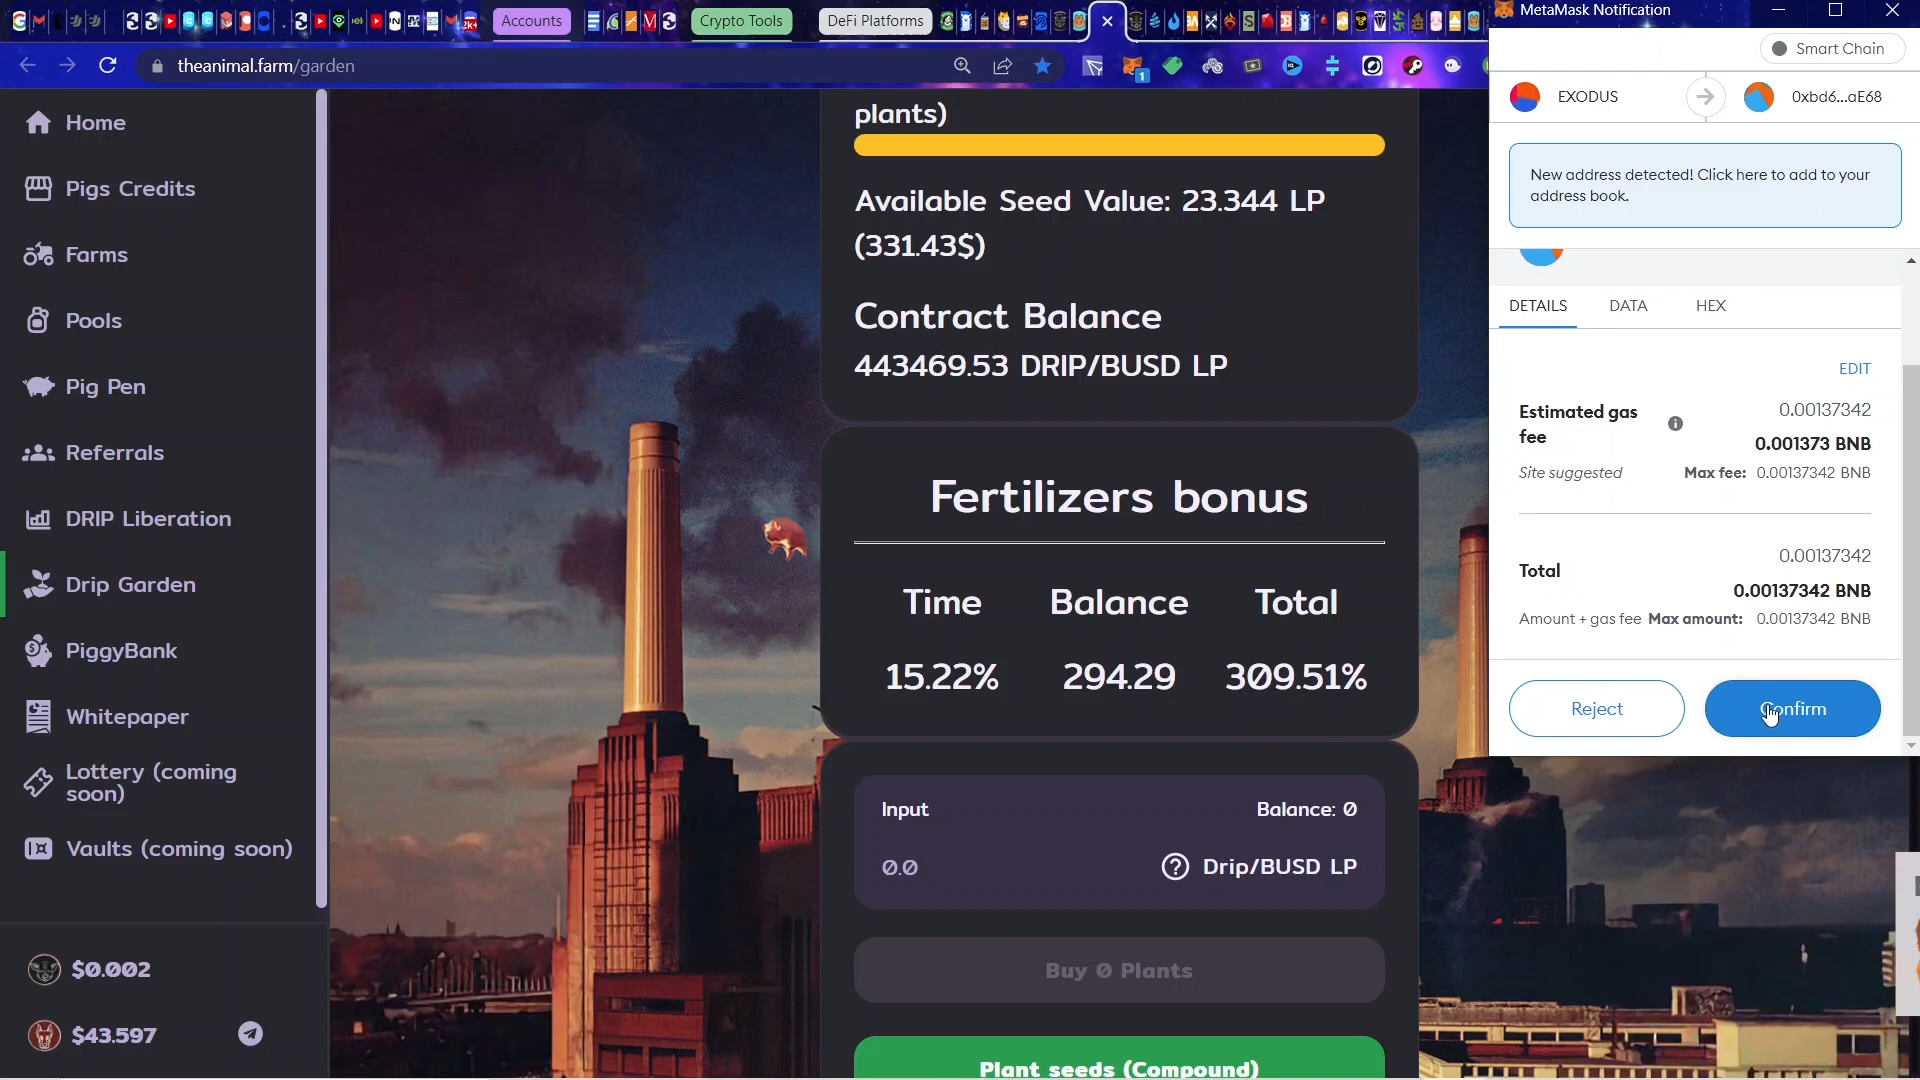 Accounts
Crypto Tools
DeFi Platforms
MetaMask Notification
theanimal.farm/garden
1
Home
Pigs Credits
Farms
Pools
Pig Pen
Referrals
DRIP Liberation
Drip Garden
PiggyBank
Whitepaper
Lottery (coming
soon)
Vaults (coming soon)
$0.002
$43.597
plants)
Available Seed Value: 23.344 LP
(331.43$)
Contract Balance
443469.53 DRIP/BUSD LP
Fertilizers bonus
Time Balance Total
15.22% 294.29 309.51%
Input Balance: 0
0.0 Drip/BUSD LP
Buy 0 Plants
Plant seeds (Compound)
Smart Chain
EXODUS 0xbd6...aE68
New address detected! Click here to add to your
address book.
DETAILS DATA HEX
EDIT
Estimated gas
fee
0.00137342
0.001373 BNB
Site suggested Max fee: 0.00137342 BNB
0.00137342
Total
0.00137342 BNB
Amount + gas fee Max amount: 0.00137342 BNB
Reject Confirm